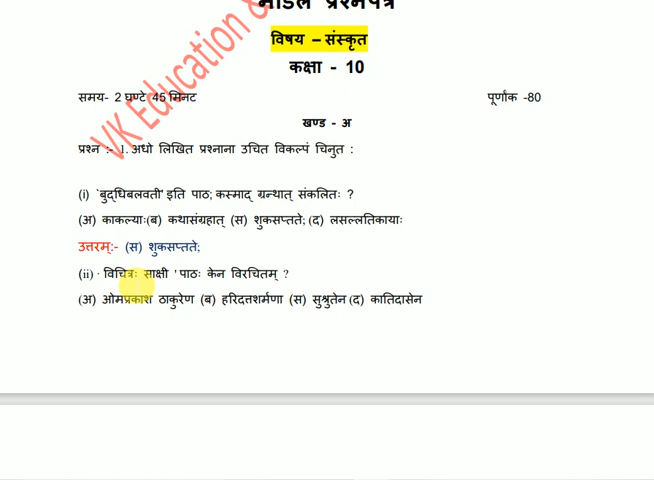 मॉडल प्रश्नपत्र
विषय – संस्कृत
कक्षा - 10
समय- 2 घण्टे 45 मिनट पूर्णांक -80
खण्ड - अ
प्रश्न :- 1. अधो लिखित प्रश्नाना उचित विकल्पं चिनुत :
(i) `बुद्धिबलवती' इति पाठ; कस्माद् ग्रन्थात् संकलितः ?
(अ) काकल्याः(ब) कथासंग्रहात् (स) शुकसप्तते; (द) लसल्लतिकायाः
उत्तरम्:- (स) शुकसप्तते;
(ii) · विचित्रः साक्षी ' पाठः केन विरचितम् ?
(अ) ओमप्रकाश ठाकुरेण (ब) हरिदत्तशर्मणा (स) सुश्रुतेन (द) कातिदासेन
VK Education &